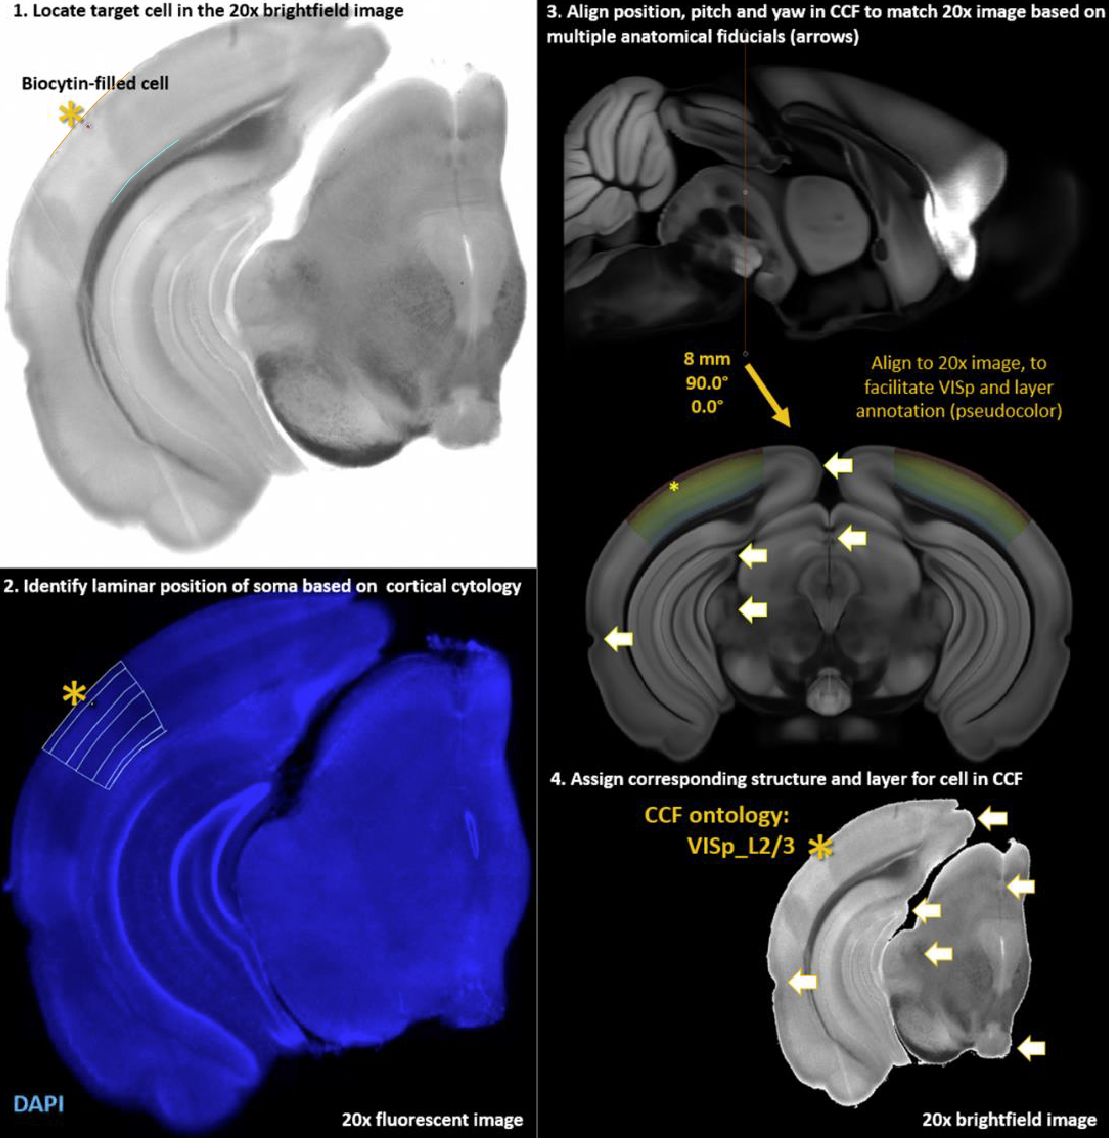 1. Locate target cell in the 20x brightfield image
Biocytin-filled cell
*
2. Identify laminar position of soma based on cortical cytology
*
DAPI
20x fluorescent image
3. Align position, pitch and yaw in CCF to match 20x image based on
multiple anatomical fiducials (arrows)
8 mm
90.0°
0.0°
Align to 20x image, to
facilitate VISp and layer
annotation (pseudocolor)
*
4. Assign corresponding structure and layer for cell in CCF
CCF ontology:
VISp_L2/3 *
20x brightfield image